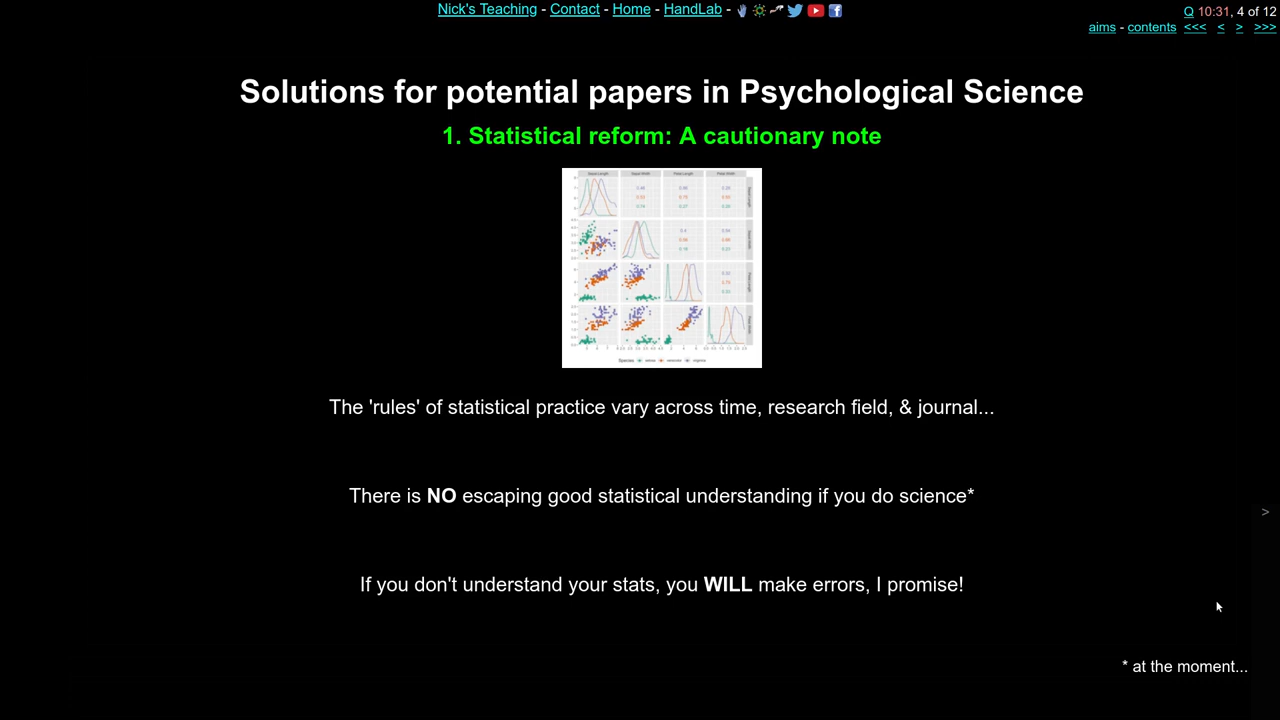 Nick's Teaching - Contact - Home - HandLab -
Q 10:31, 4 of 12
aims - contents <<< < > >>>
Solutions for potential papers in Psychological Science
1. Statistical reform: A cautionary note
The 'rules' of statistical practice vary across time, research field, & journal...
There is NO escaping good statistical understanding if you do science*
>
If you don't understand your stats, you WILL make errors, I promise!
* at the moment...